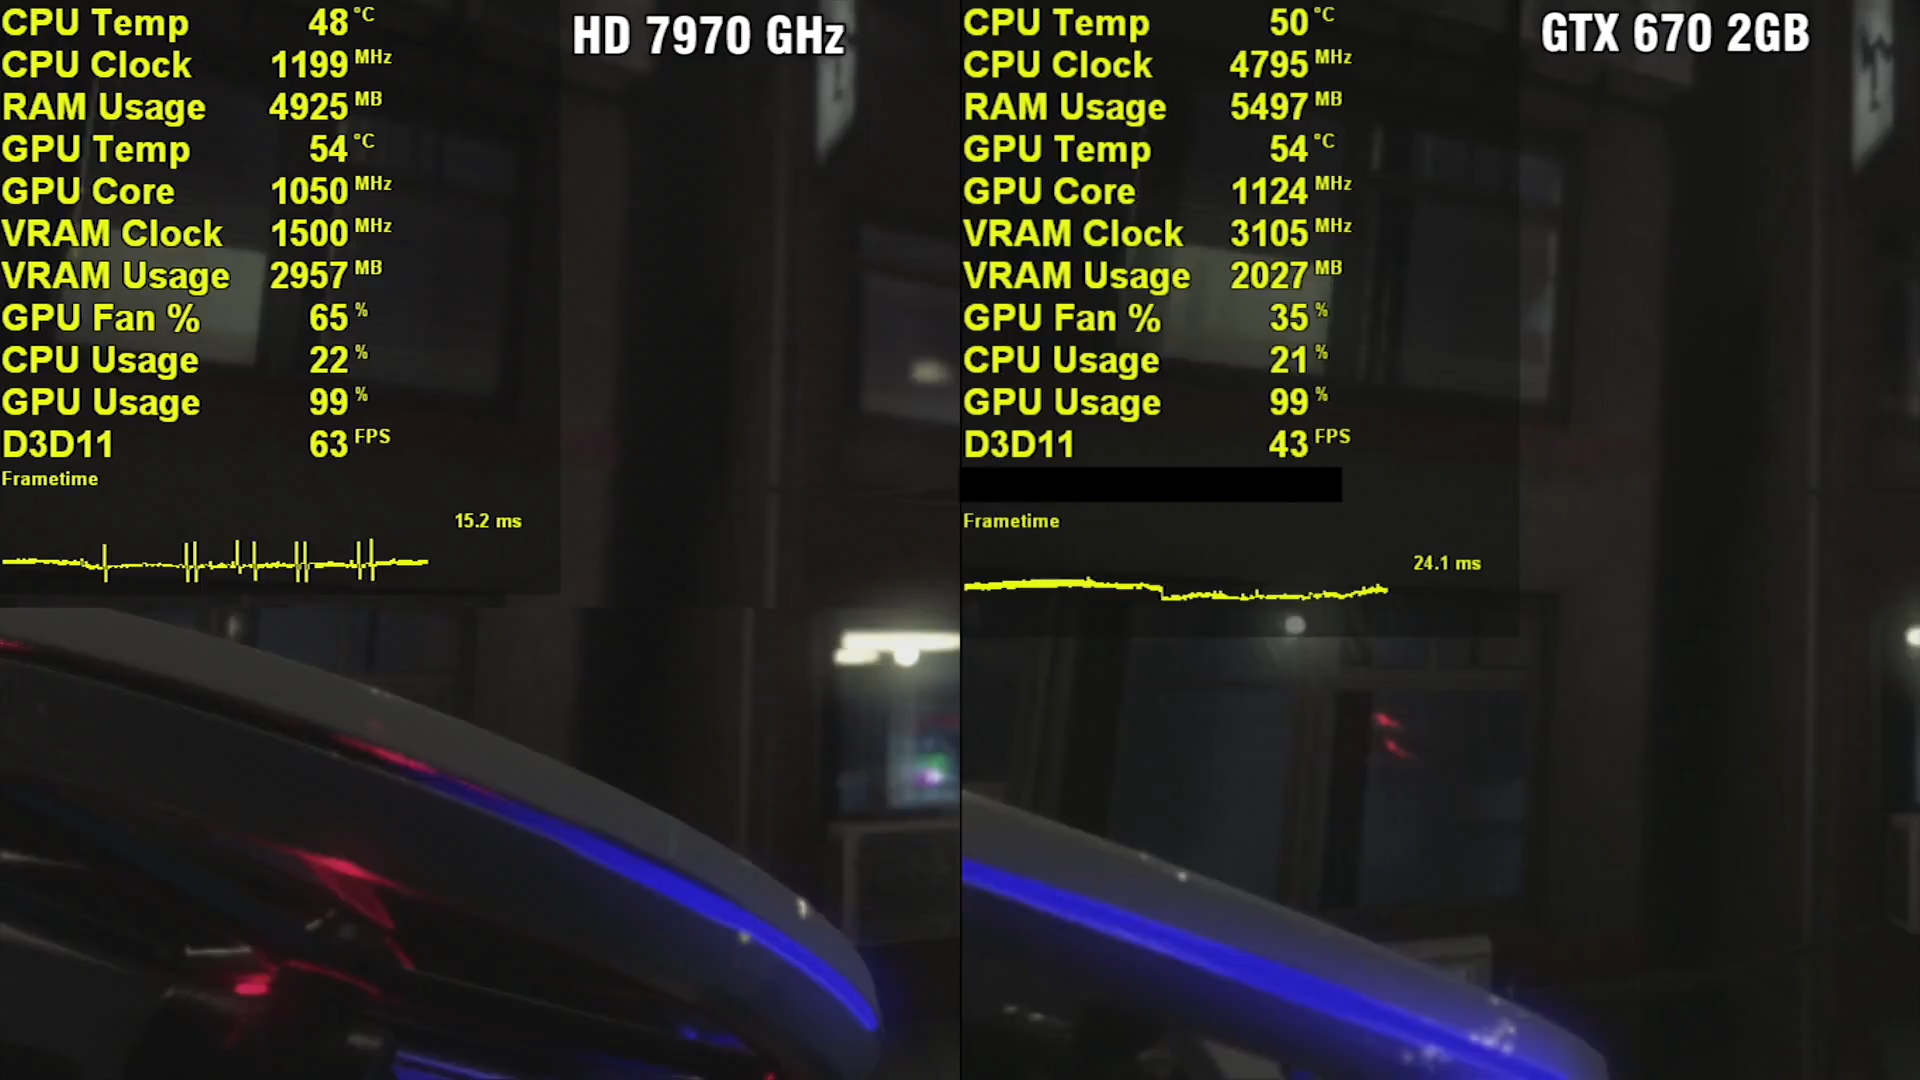 CPU Temp 48 °C
CPU Clock 1199 MHz
RAM Usage 4925 MB
GPU Temp 54 °C
GPU Core 1050 MHz
VRAM Clock 1500 MHz
VRAM Usage 2957 MB
GPU Fan % 65 %
CPU Usage 22 %
GPU Usage 99 %
D3D11 63 FPS
Frametime
15.2 ms
HD 7970 GHz
CPU Temp 50 °C
CPU Clock 4795 MHz
RAM Usage 5497 MB
GPU Temp 54 °C
GPU Core 1124 MHz
VRAM Clock 3105 MHz
VRAM Usage 2027 MB
GPU Fan % 35 %
CPU Usage 21 %
GPU Usage 99 %
D3D11 43 FPS
Frametime
24.1 ms
GTX 670 2GB